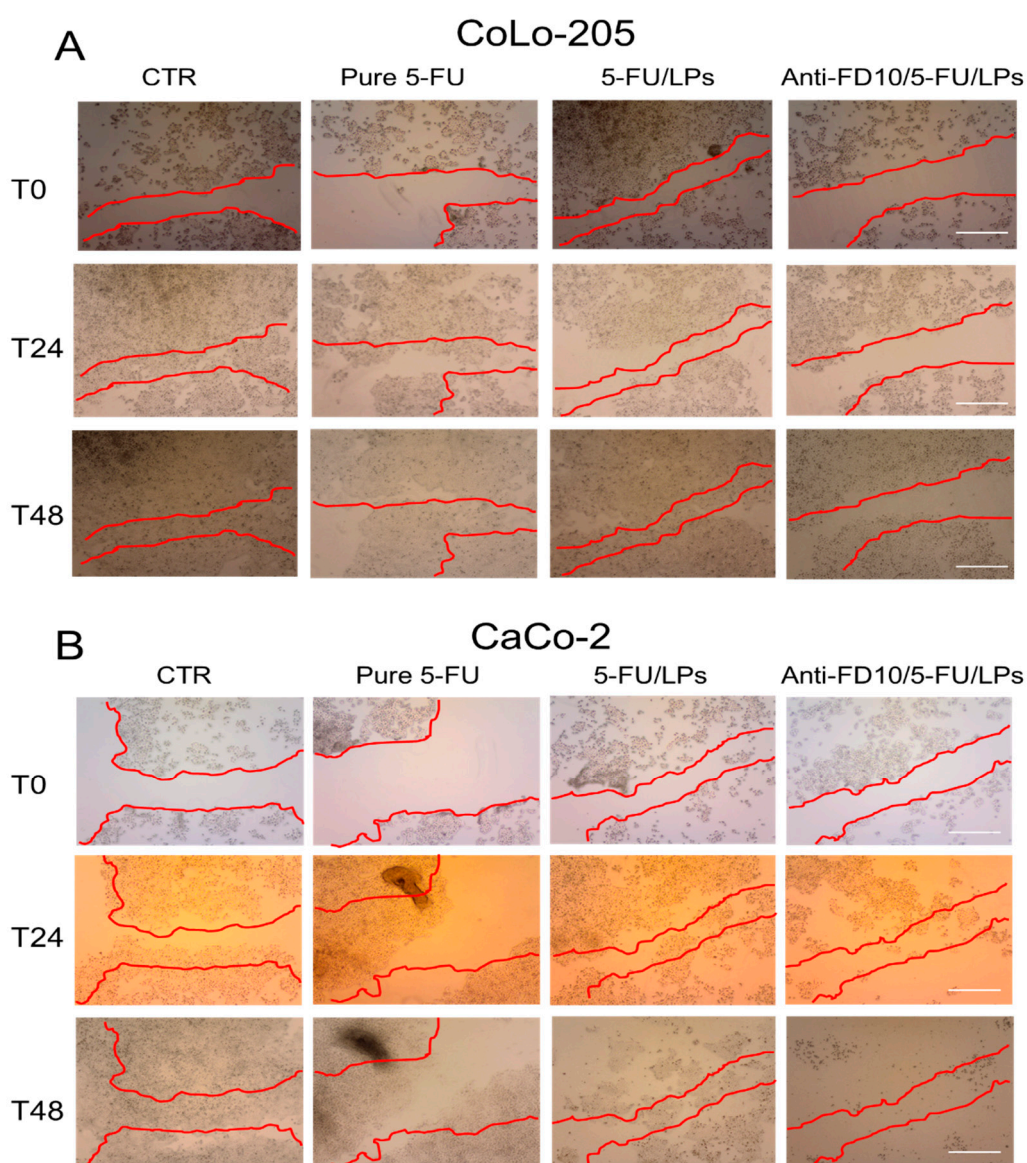 A
CoLo-205
CTR Pure 5-FU 5-FU/LPs Anti-FD10/5-FU/LPs
T0
T24
T48
B
CaCo-2
CTR Pure 5-FU 5-FU/LPs Anti-FD10/5-FU/LPs
T0
T24
T48